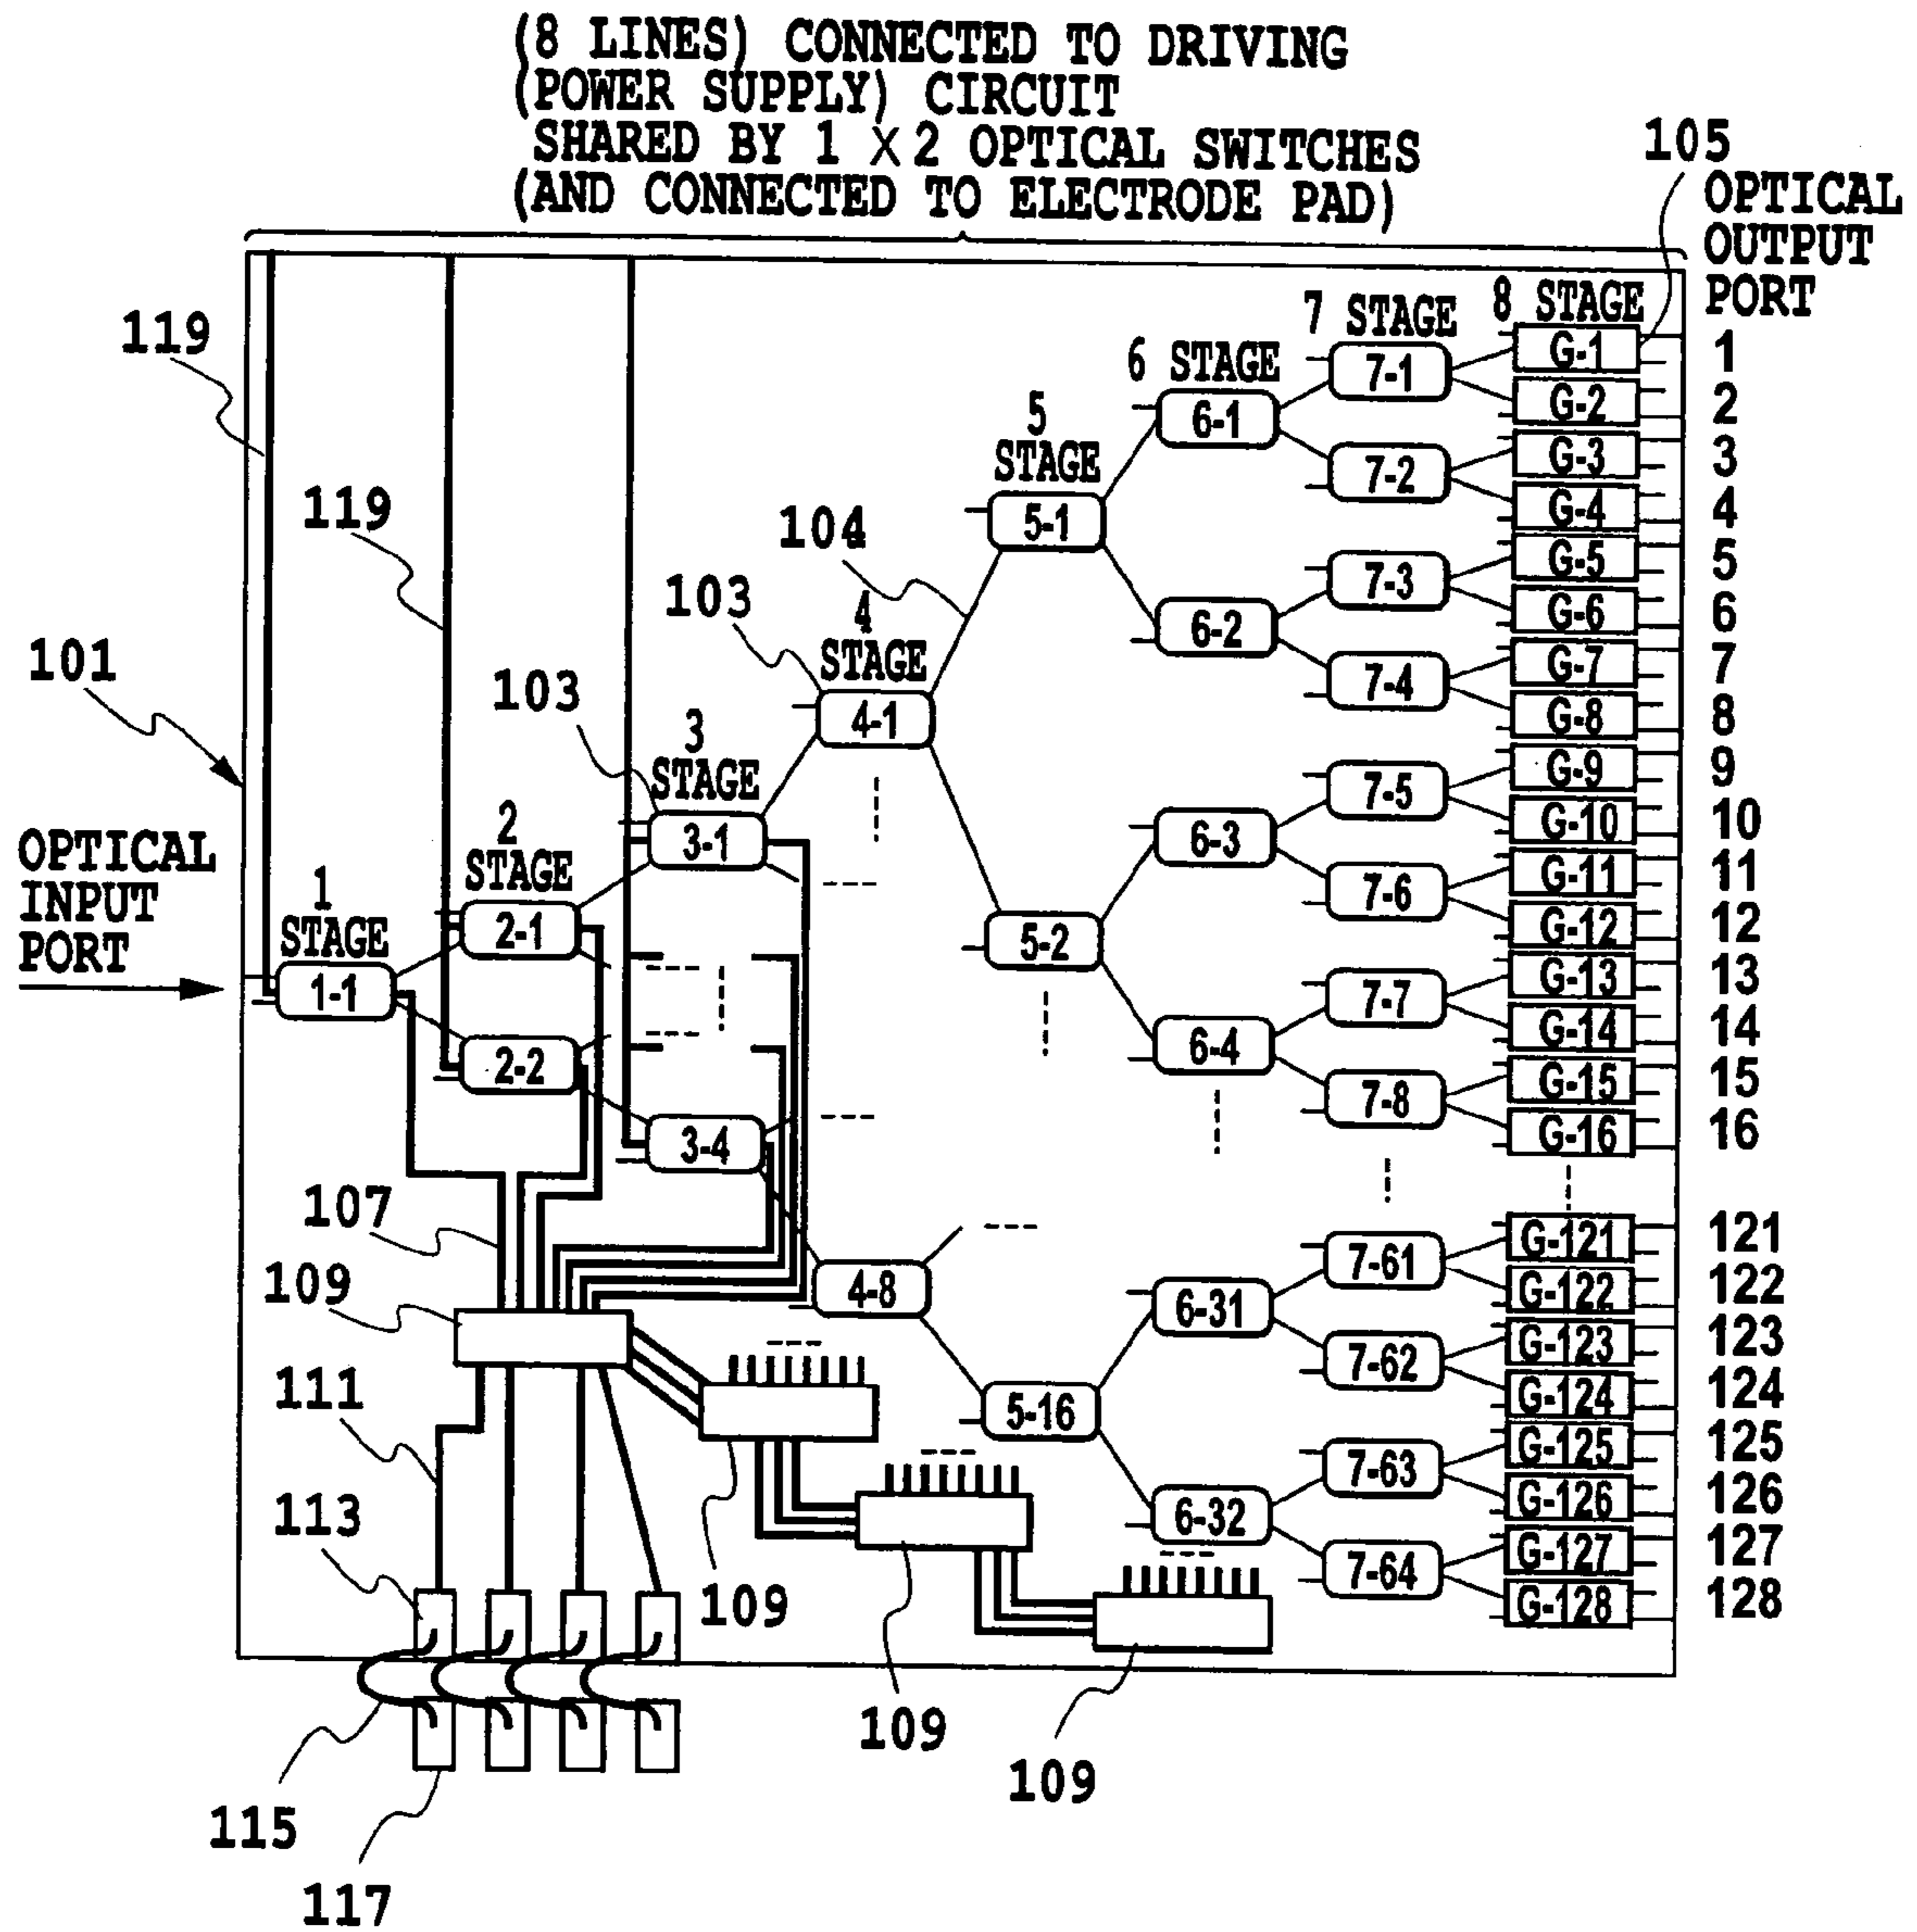 (8 LINES) CONNECTED TO DRIVING
(POWER SUPPLY) CIRCUIT
SHARED BY 1 X 2 OPTICAL SWITCHES
(AND CONNECTED TO ELECTRODE PAD)
105
OPTICAL
OUTPUT
PORT
8 STAGE
7 STAGE
6 STAGE
5
STAGE
4
STAGE
3
STAGE
2
STAGE
1
STAGE
119
119
104
103
103
101
OPTICAL
INPUT
PORT
1-1
2-1
2-2
3-1
3-4
4-1
4-8
5-1
5-2
5-16
6-1
6-2
6-3
6-4
6-31
6-32
7-1
7-2
7-3
7-4
7-5
7-6
7-7
7-8
7-61
7-62
7-63
7-64
G-1 1
G-2 2
G-3 3
G-4 4
G-5 5
G-6 6
G-7 7
G-8 8
G-9 9
G-10 10
G-11 11
G-12 12
G-13 13
G-14 14
G-15 15
G-16 16
G-121 121
G-122 122
G-123 123
G-124 124
G-125 125
G-126 126
G-127 127
G-128 128
107
109
111
113
109
109
109
115
117